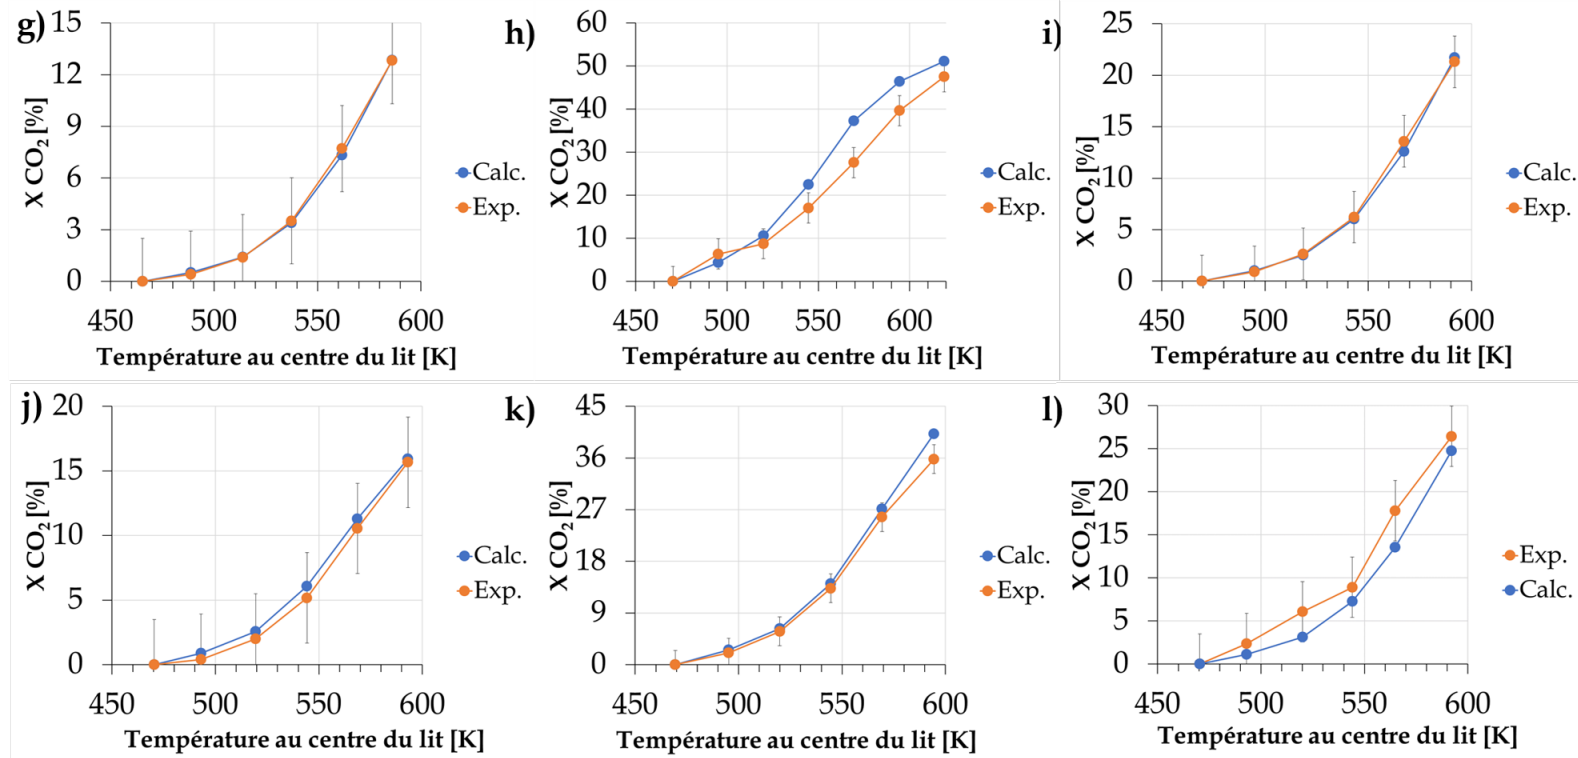 g)
X CO2 [%]
15
12
9
6
3
0
450 500 550 600
Température au centre du lit [K]
Calc.
Exp.
h)
X CO2 [%]
60
50
40
30
20
10
0
450 500 550 600
Température au centre du lit [K]
Calc.
Exp.
i)
X CO2 [%]
25
20
15
10
5
0
450 500 550 600
Température au centre du lit [K]
Calc.
Exp.
j)
X CO2 [%]
20
15
10
5
0
450 500 550 600
Température au centre du lit [K]
Calc.
Exp.
k)
X CO2 [%]
45
36
27
18
9
0
450 500 550 600
Température au centre du lit [K]
Calc.
Exp.
l)
X CO2 [%]
30
25
20
15
10
5
0
450 500 550 600
Température au centre du lit [K]
Exp.
Calc.